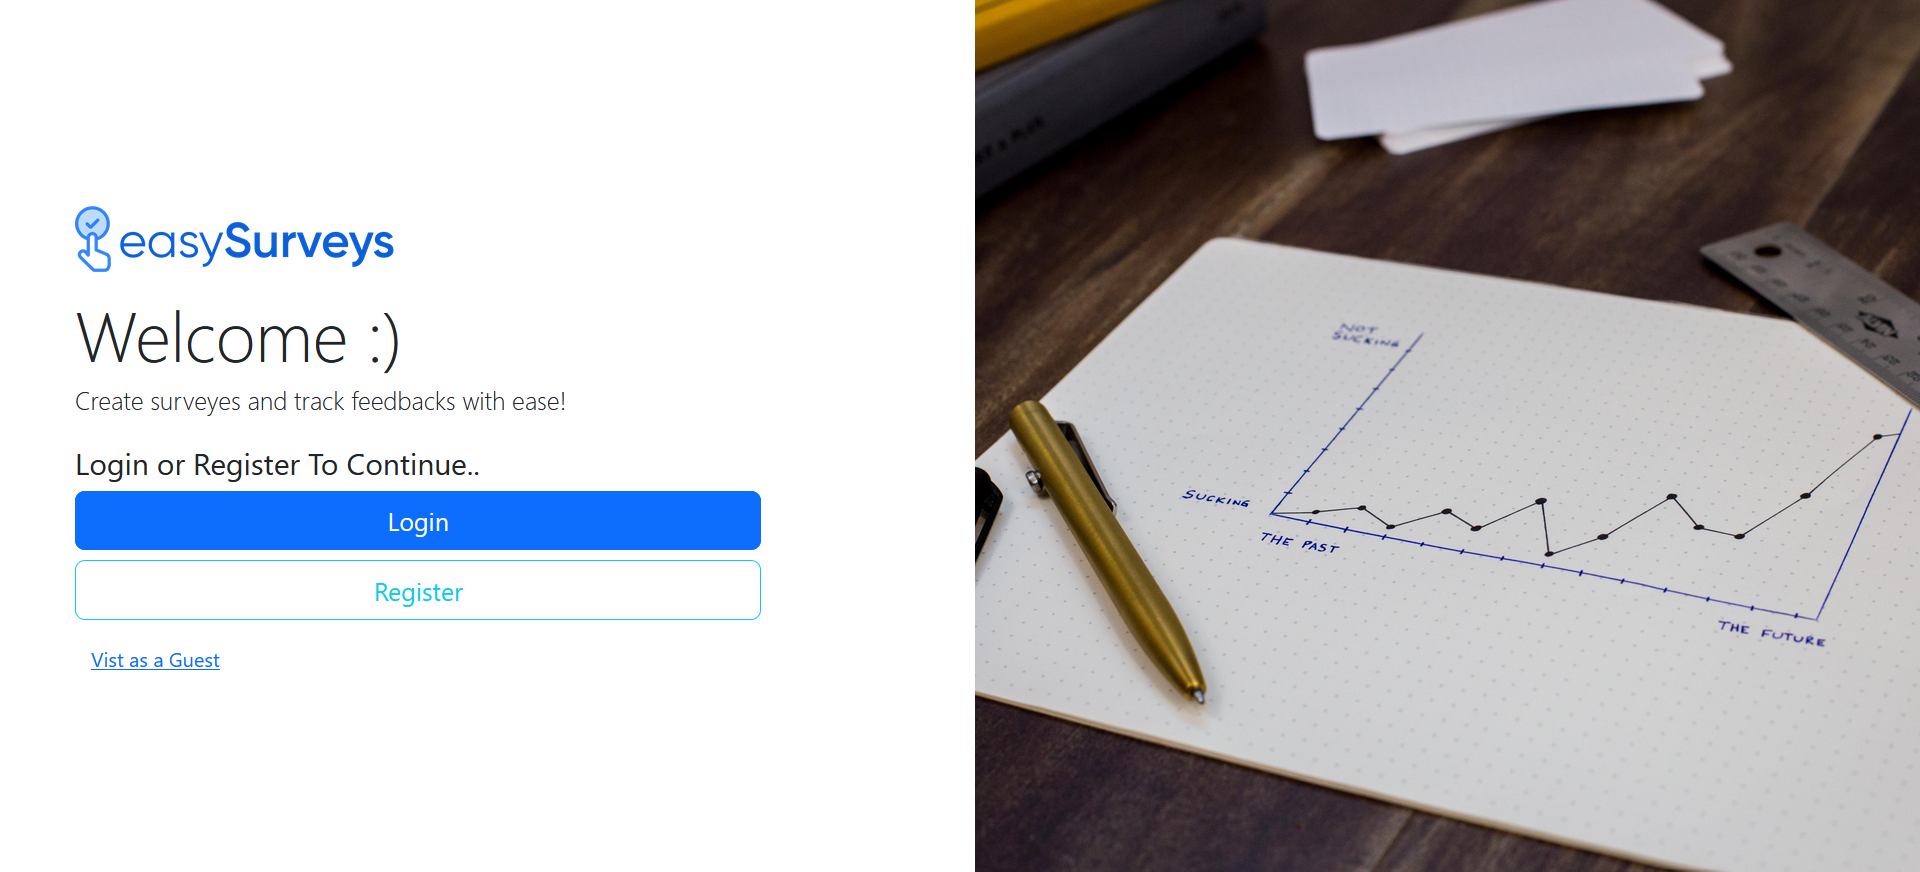 easySurveys
Welcome :)
Create surveyes and track feedbacks with ease!
Login or Register To Continue..
Login
Register
Vist as a Guest
NOT
SUCKING
SUCKING
THE PAST
THE FUTURE